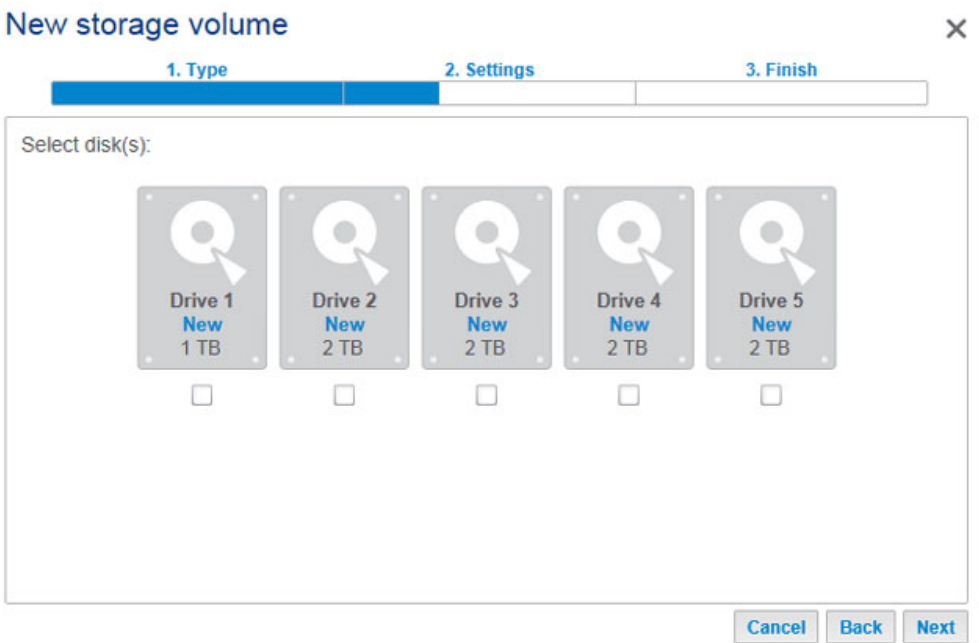 New storage volume
1. Type 2. Settings 3. Finish
Select disk(s):
Drive 1 Drive 2 Drive 3 Drive 4 Drive 5
New New New New New
1 TB 2 TB 2 TB 2 TB 2 TB
Cancel Back Next